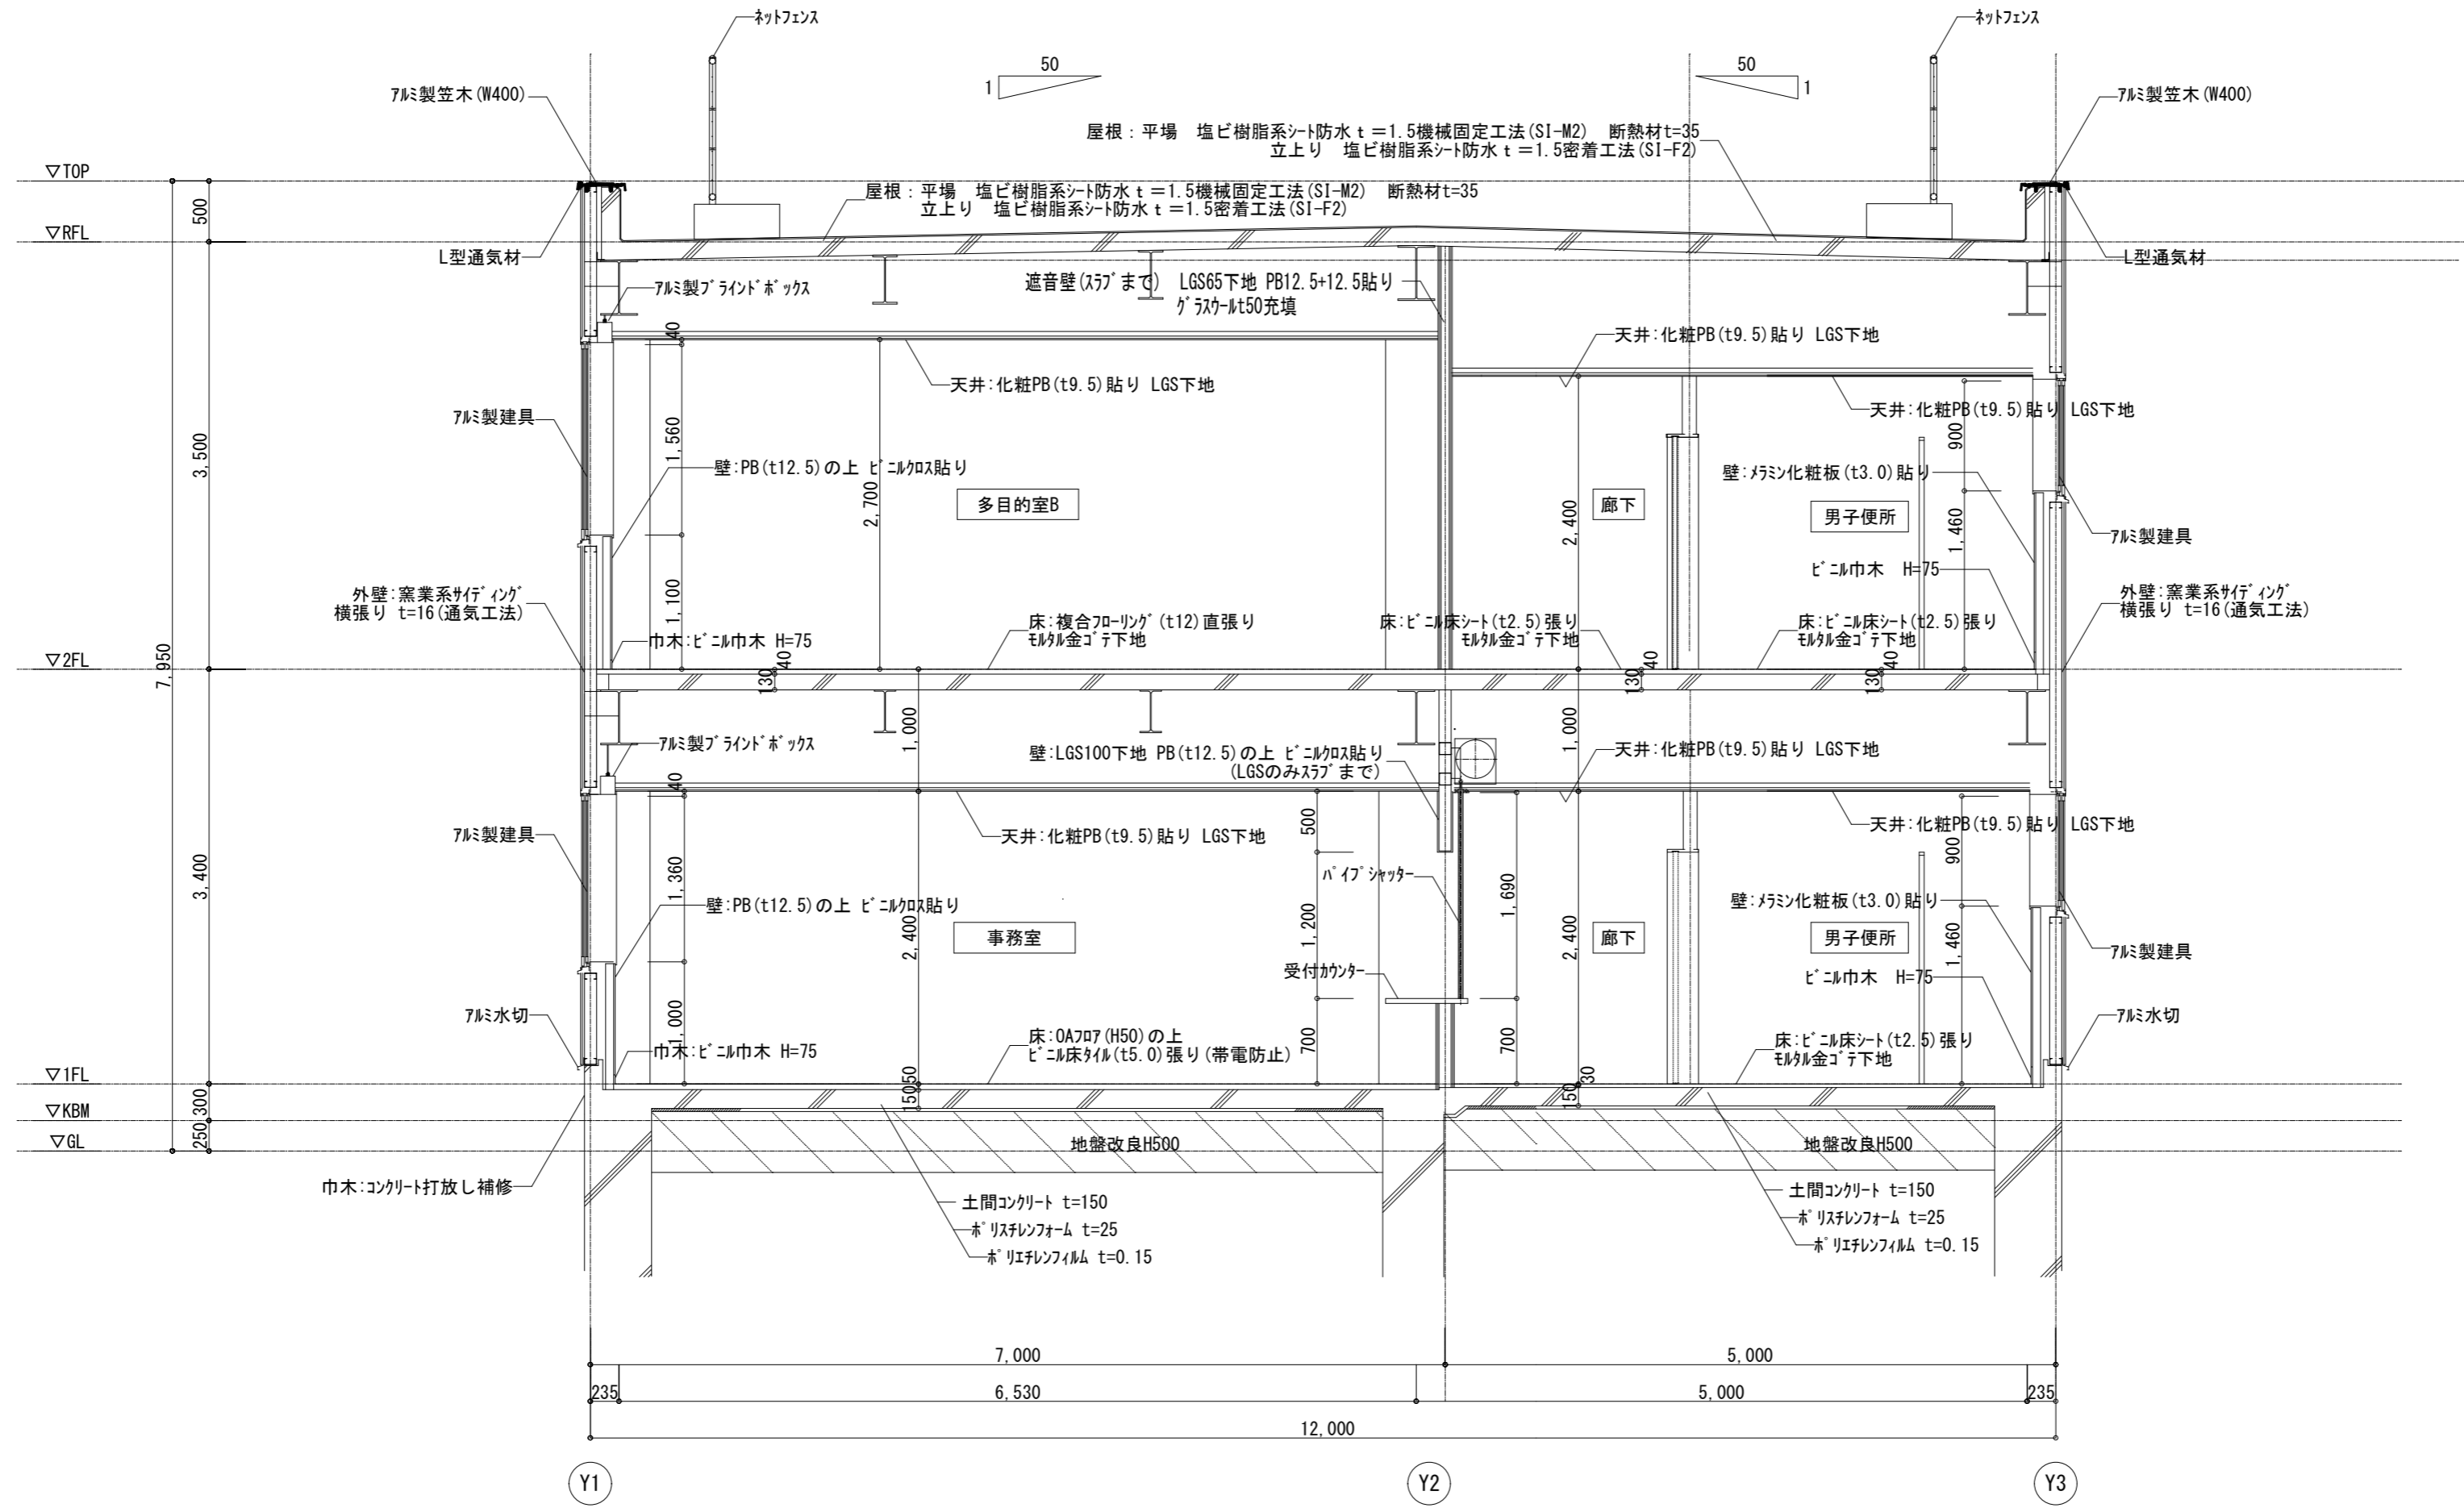 ﾈｯﾄﾌｪﾝｽ
ﾈｯﾄﾌｪﾝｽ
50
1
50
1
ｱﾙﾐ製笠木(W400)
ｱﾙﾐ製笠木(W400)
屋根：平場　塩ビ樹脂系ｼｰﾄ防水ｔ＝1.5機械固定工法(SI-M2)　断熱材t=35
立上り　塩ビ樹脂系ｼｰﾄ防水ｔ＝1.5密着工法(SI-F2)
▽TOP
屋根：平場　塩ビ樹脂系ｼｰﾄ防水ｔ＝1.5機械固定工法(SI-M2)　断熱材t=35
立上り　塩ビ樹脂系ｼｰﾄ防水ｔ＝1.5密着工法(SI-F2)
500
▽RFL
L型通気材
L型通気材
ｱﾙﾐ製ﾌﾞﾗｲﾝﾄﾞﾎﾞｯｸｽ
遮音壁(ｽﾗﾌﾞまで)　LGS65下地 PB12.5+12.5貼り
ｸﾞﾗｽｳｰﾙt50充填
40
天井:化粧PB(t9.5)貼り LGS下地
天井:化粧PB(t9.5)貼り LGS下地
天井:化粧PB(t9.5)貼り LGS下地
ｱﾙﾐ製建具
3,500
1,560
900
壁:PB(t12.5)の上 ﾋﾞﾆﾙｸﾛｽ貼り
壁:ﾒﾗﾐﾝ化粧板(t3.0)貼り
2,700
多目的室B
2,400
廊下
男子便所
1,460
ｱﾙﾐ製建具
ﾋﾞﾆﾙ巾木　H=75
外壁:窯業系ｻｲﾃﾞｨﾝｸﾞ
横張り t=16(通気工法)
1,100
外壁:窯業系ｻｲﾃﾞｨﾝｸﾞ
横張り t=16(通気工法)
巾木:ﾋﾞﾆﾙ巾木 H=75
床:複合ﾌﾛｰﾘﾝｸﾞ(t12)直張り
ﾓﾙﾀﾙ金ｺﾞﾃ下地
床:ﾋﾞﾆﾙ床ｼｰﾄ(t2.5)張り
ﾓﾙﾀﾙ金ｺﾞﾃ下地
床:ﾋﾞﾆﾙ床ｼｰﾄ(t2.5)張り
ﾓﾙﾀﾙ金ｺﾞﾃ下地
▽2FL
7,950
130
40
130
40
130
40
1,000
1,000
ｱﾙﾐ製ﾌﾞﾗｲﾝﾄﾞﾎﾞｯｸｽ
壁:LGS100下地 PB(t12.5)の上 ﾋﾞﾆﾙｸﾛｽ貼り
(LGSのみｽﾗﾌﾞまで)
天井:化粧PB(t9.5)貼り LGS下地
40
ｱﾙﾐ製建具
天井:化粧PB(t9.5)貼り LGS下地
500
天井:化粧PB(t9.5)貼り LGS下地
3,400
1,360
ﾊﾟｲﾌﾟｼｬｯﾀｰ
900
壁:PB(t12.5)の上 ﾋﾞﾆﾙｸﾛｽ貼り
1,690
壁:ﾒﾗﾐﾝ化粧板(t3.0)貼り
2,400
事務室
1,200
2,400
廊下
男子便所
1,460
ｱﾙﾐ製建具
受付ｶｳﾝﾀｰ
ﾋﾞﾆﾙ巾木　H=75
ｱﾙﾐ水切
1,000
ｱﾙﾐ水切
巾木:ﾋﾞﾆﾙ巾木 H=75
床:OAﾌﾛｱ(H50)の上
ﾋﾞﾆﾙ床ﾀｲﾙ(t5.0)張り(帯電防止)
700
700
床:ﾋﾞﾆﾙ床ｼｰﾄ(t2.5)張り
ﾓﾙﾀﾙ金ｺﾞﾃ下地
▽1FL
150
50
150
30
300
▽KBM
250
▽GL
地盤改良H500
地盤改良H500
巾木:ｺﾝｸﾘｰﾄ打放し補修
土間ｺﾝｸﾘｰﾄ t=150
ﾎﾟﾘｽﾁﾚﾝﾌｫｰﾑ t=25
ﾎﾟﾘｴﾁﾚﾝﾌｨﾙﾑ t=0.15
土間ｺﾝｸﾘｰﾄ t=150
ﾎﾟﾘｽﾁﾚﾝﾌｫｰﾑ t=25
ﾎﾟﾘｴﾁﾚﾝﾌｨﾙﾑ t=0.15
7,000
5,000
235
6,530
5,000
235
12,000
Y1
Y2
Y3